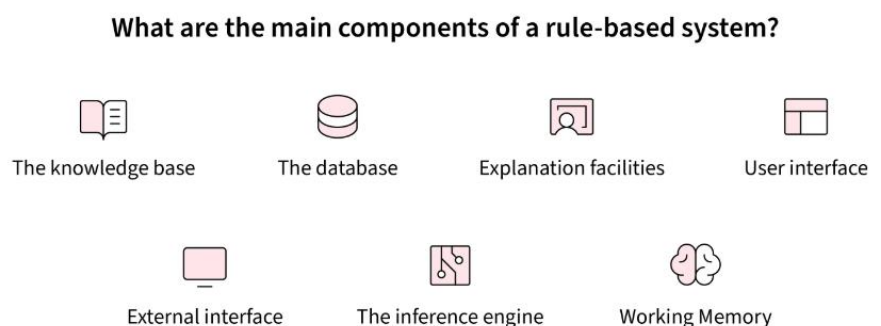 What are the main components of a rule-based system?
The knowledge base
The database
Explanation facilities
User interface
External interface
The inference engine
Working Memory